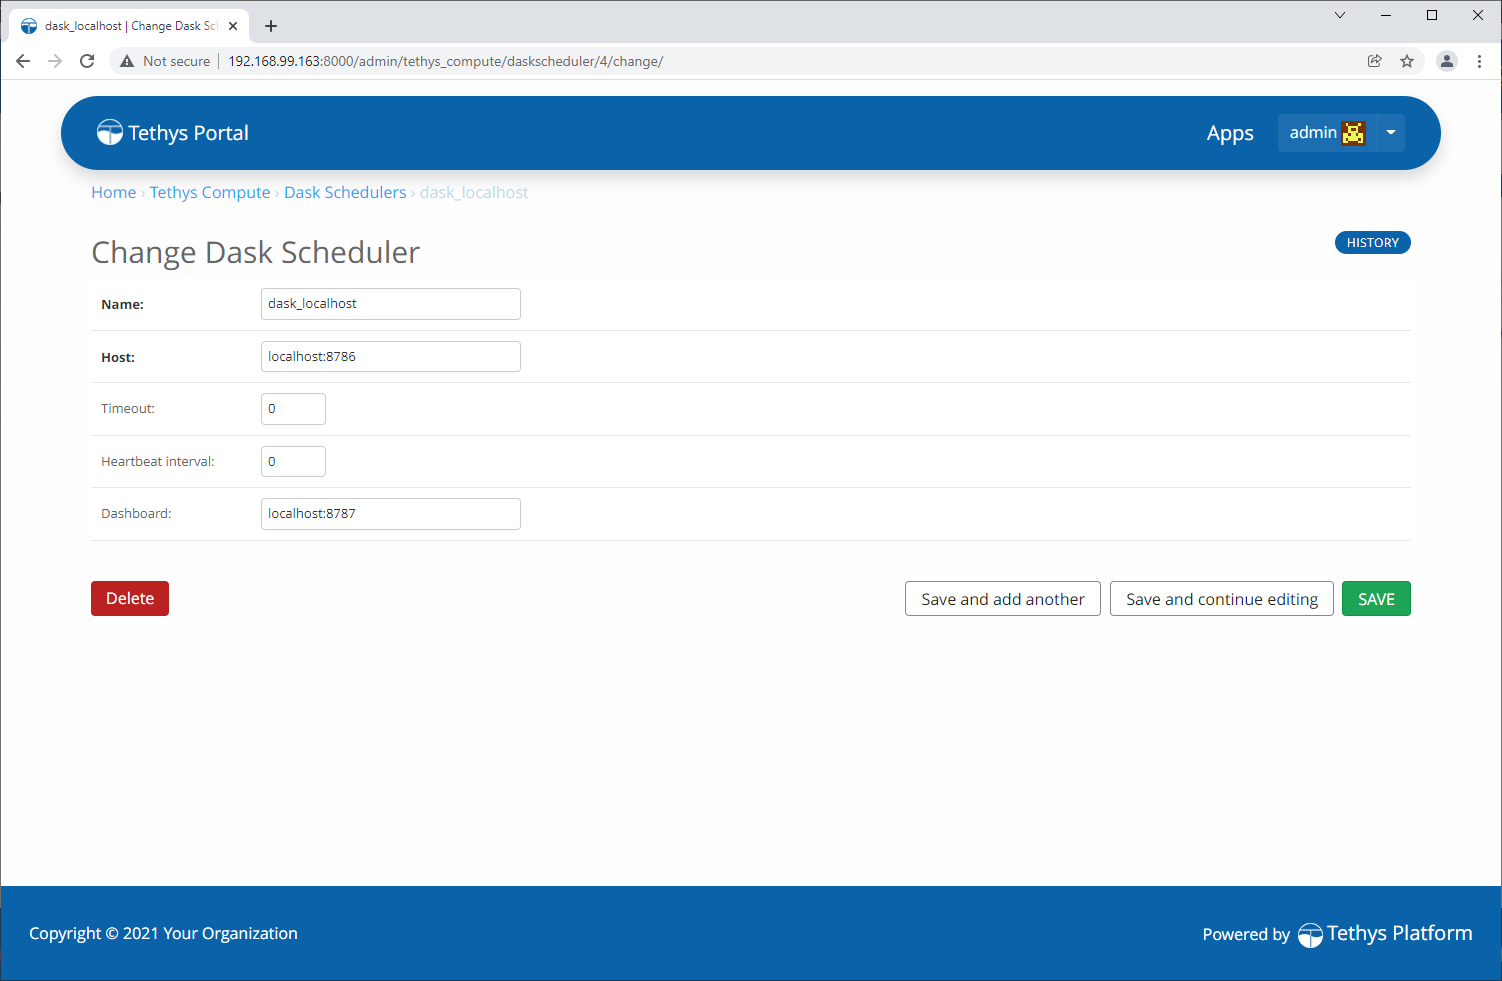 dask_localhost | Change Dask Sc
Not secure
192.168.99.163:8000/admin/tethys_compute/daskscheduler/4/change/
Tethys Portal
Apps
admin
Home › Tethys Compute › Dask Schedulers › dask_localhost
Change Dask Scheduler
HISTORY
Name:
dask_localhost
Host:
localhost:8786
Timeout:
0
Heartbeat interval:
0
Dashboard:
localhost:8787
Delete
Save and add another
Save and continue editing
SAVE
Copyright © 2021 Your Organization
Powered by Tethys Platform